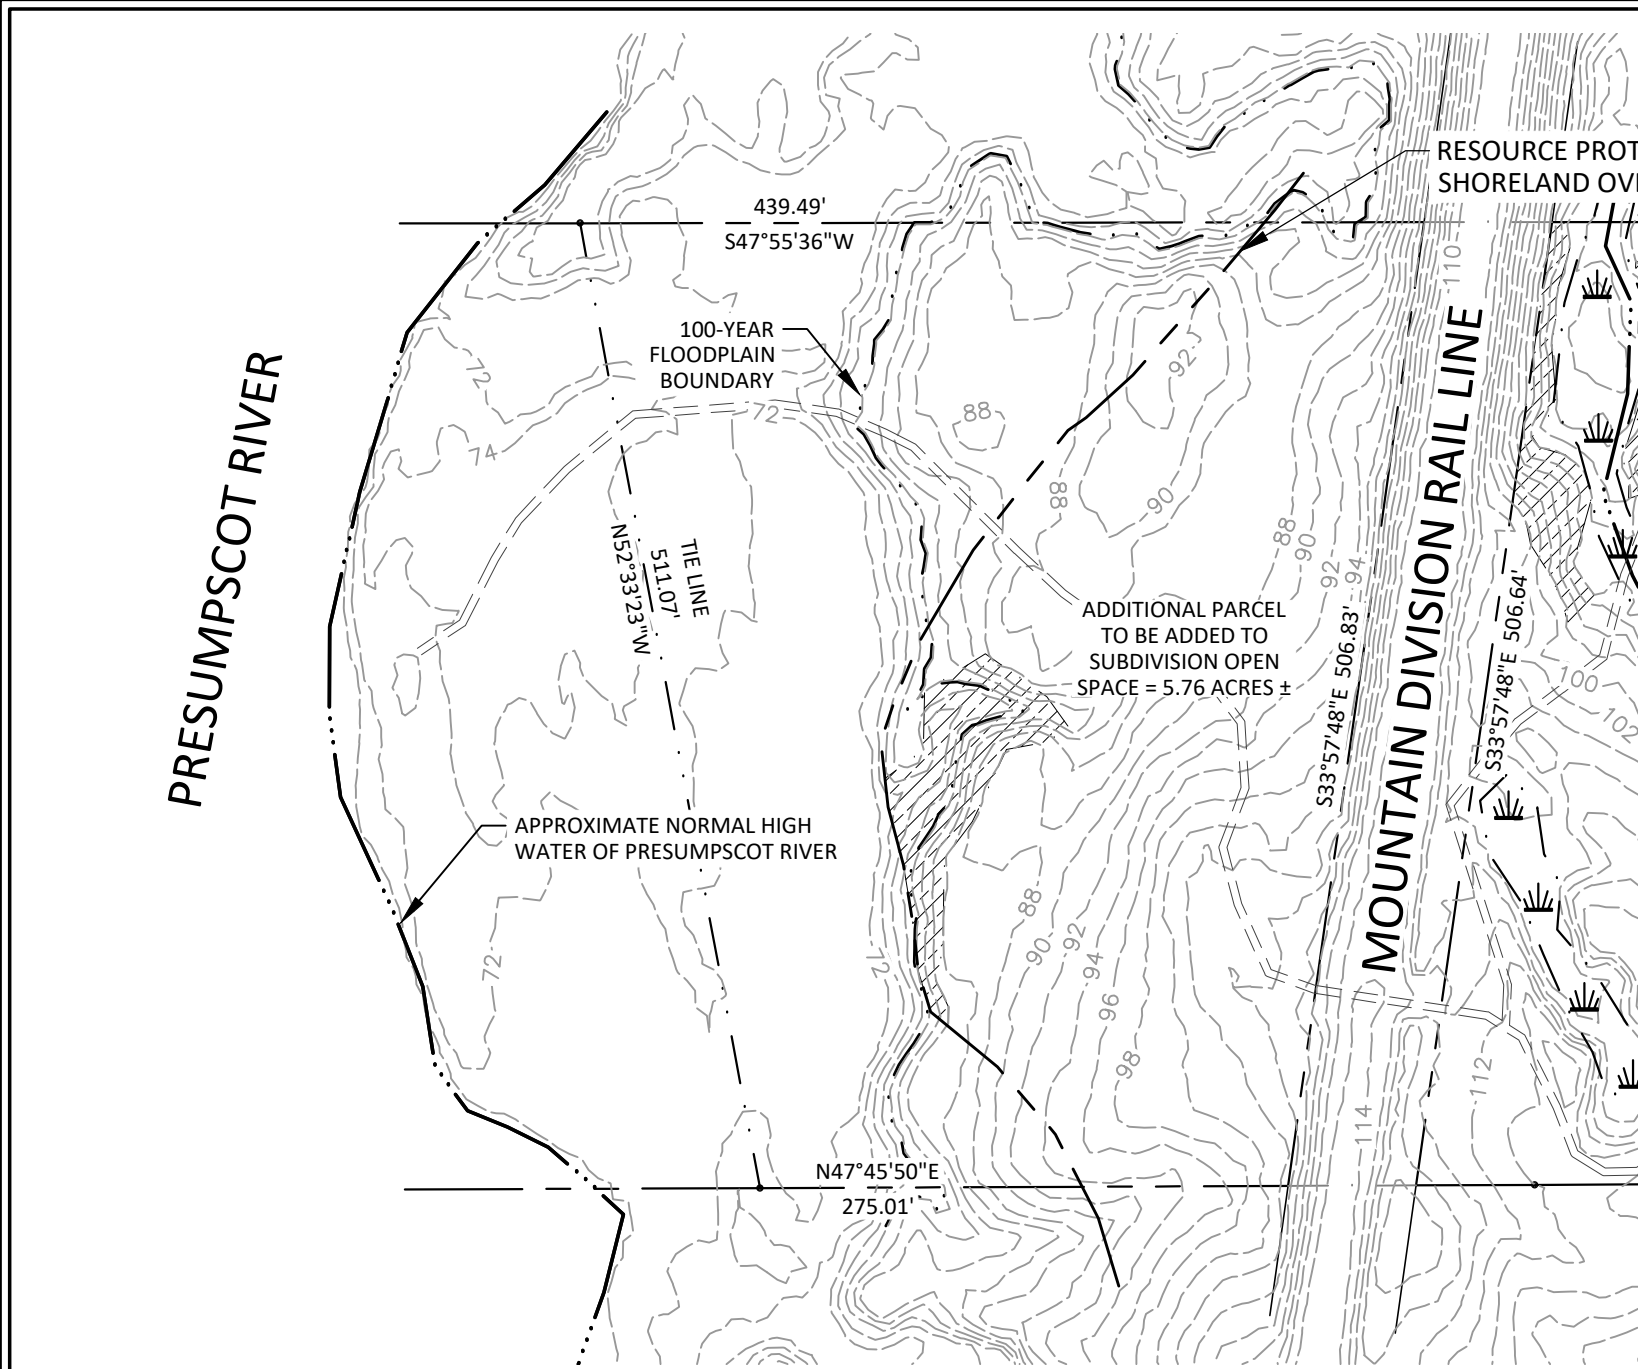 RESOURCE PROT
SHORELAND OV
439.49'
S47°55'36"W
110
100-YEAR
FLOODPLAIN
BOUNDARY
92
72
72
88
74
PRESUMPSCOT RIVER
MOUNTAIN DIVISION RAIL LINE
88
90
88
90
92
94
TIE LINE
511.07'
N52°33'23"W
ADDITIONAL PARCEL
TO BE ADDED TO
SUBDIVISION OPEN
SPACE = 5.76 ACRES ±
S33°57'48"E 506.83'
S33°57'48"E 506.64'
100
102
APPROXIMATE NORMAL HIGH
WATER OF PRESUMPSCOT RIVER
88
90
92
94
72
72
96
98
112
114
N47°45'50"E
275.01'